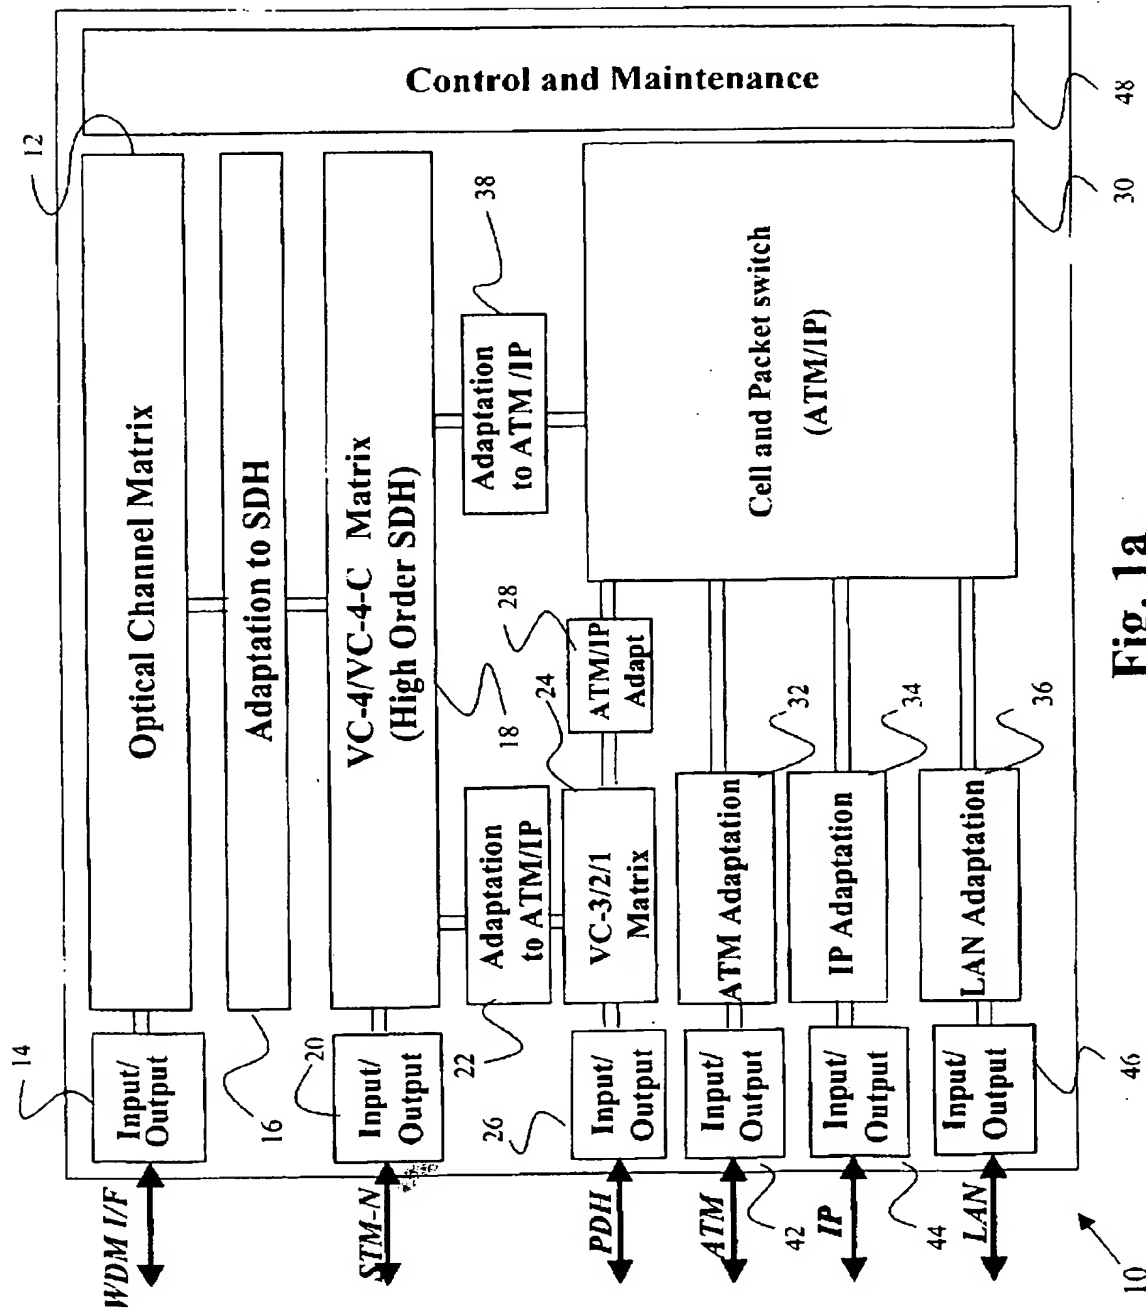 12
Control and Maintenance
48
Optical Channel Matrix
14
Input/
Output
WDM I/F
Adaptation to SDH
16
VC-4/VC-4-C Matrix
(High Order SDH)
18
20
Input/
Output
STM-N
38
Adaptation
to ATM /IP
22
Adaptation
to ATM/IP
28
ATM/IP
Adapt
24
VC-3/2/1
Matrix
26
Input/
Output
PDH
Cell and Packet switch
(ATM/IP)
30
32
ATM Adaptation
Input/
Output
ATM
42
34
IP Adaptation
Input/
Output
IP
44
36
LAN Adaptation
Input/
Output
LAN
46
10
Fig. 1a